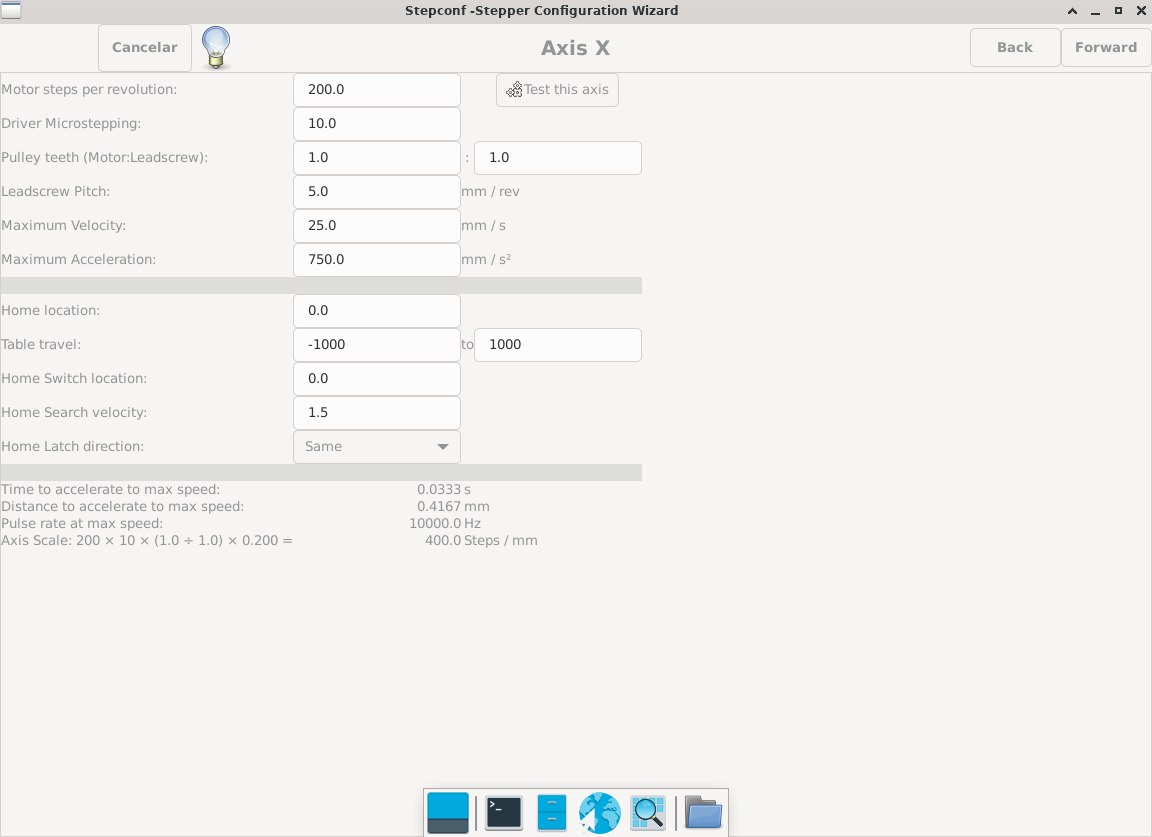 Stepconf -Stepper Configuration Wizard
Cancelar Axis X Back Forward
Motor steps per revolution: 200.0 Test this axis
Driver Microstepping: 10.0
Pulley teeth (Motor:Leadscrew): 1.0 : 1.0
Leadscrew Pitch: 5.0 mm / rev
Maximum Velocity: 25.0 mm / s
Maximum Acceleration: 750.0 mm / s²
Home location: 0.0
Table travel: -1000 to 1000
Home Switch location: 0.0
Home Search velocity: 1.5
Home Latch direction: Same
Time to accelerate to max speed: 0.0333 s
Distance to accelerate to max speed: 0.4167 mm
Pulse rate at max speed: 10000.0 Hz
Axis Scale: 200 × 10 × (1.0 ÷ 1.0) × 0.200 = 400.0 Steps / mm